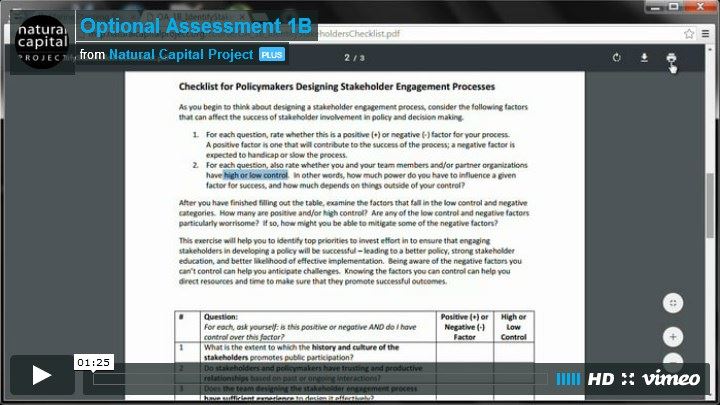 Optional Assessment 1B
from Natural Capital Project PLUS
natural
capital
PROJECT
keholdersChecklist.pdf
2 / 3
Checklist for Policymakers Designing Stakeholder Engagement Processes
As you begin to think about designing a stakeholder engagement process, consider the following factors
that can affect the success of stakeholder involvement in policy and decision making.
1. For each question, rate whether this is a positive (+) or negative (-) factor for your process.
A positive factor is one that will contribute to the success of the process; a negative factor is
expected to handicap or slow the process.
2. For each question, also rate whether you and your team members and/or partner organizations
have high or low control. In other words, how much power do you have to influence a given
factor for success, and how much depends on things outside of your control?
After you have finished filling out the table, examine the factors that fall in the low control and negative
categories. How many are positive and/or high control? Are any of the low control and negative factors
particularly worrisome? If so, how might you be able to mitigate some of the negative factors?
This exercise will help you to identify top priorities to invest effort in to ensure that engaging
stakeholders in developing a policy will be successful – leading to a better policy, strong stakeholder
education, and better likelihood of effective implementation. Being aware of the negative factors you
can't control can help you anticipate challenges. Knowing the factors you can control can help you
direct resources and time to make sure that they promote successful outcomes.
# Question: Positive (+) or High or
For each, ask yourself: is this positive or negative AND do I have Negative (-) Low
control over this factor? Factor Control
1 What is the extent to which the history and culture of the
stakeholders promotes public participation?
2 Do stakeholders and policymakers have trusting and productive
relationships based on past or ongoing interactions?
3 Does the team designing the stakeholder engagement process
have sufficient experience to design it effectively?
01:25
HD vimeo